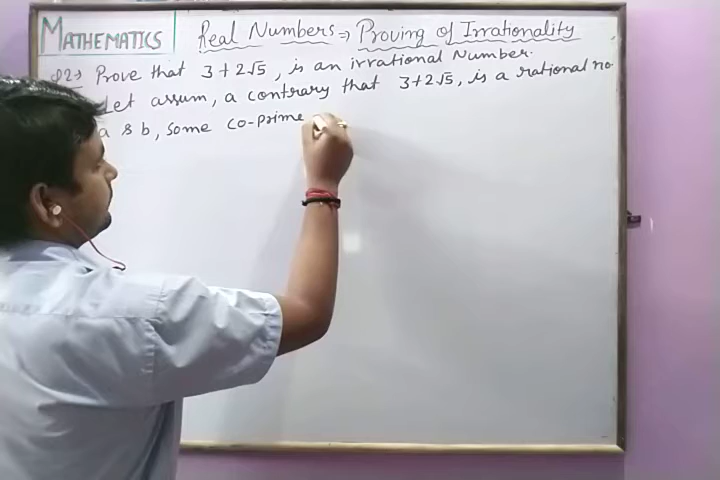 MATHEMATICS Real Numbers ⇒ Proving of Irrationality
Q2⇒ Prove that 3+2√5, is an irrational Number.
Let assum, a contrary that 3+2√5, is a rational no.
a & b, some co-prime